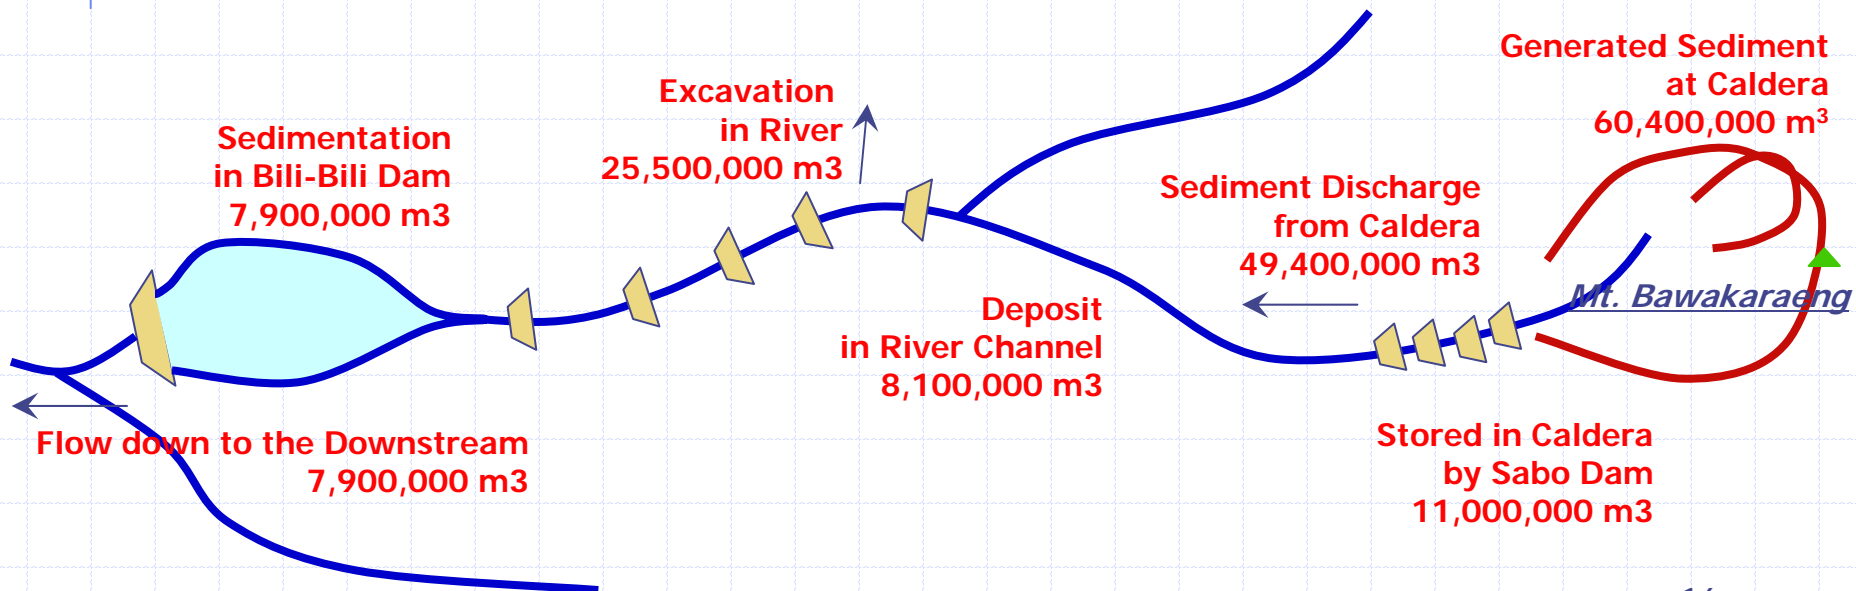 Generated Sediment
at Caldera
60,400,000 m³
Excavation
in River
25,500,000 m3
Sedimentation
in Bili-Bili Dam
7,900,000 m3
Sediment Discharge
from Caldera
49,400,000 m3
Mt. Bawakaraeng
Deposit
in River Channel
8,100,000 m3
Flow down to the Downstream
7,900,000 m3
Stored in Caldera
by Sabo Dam
11,000,000 m3